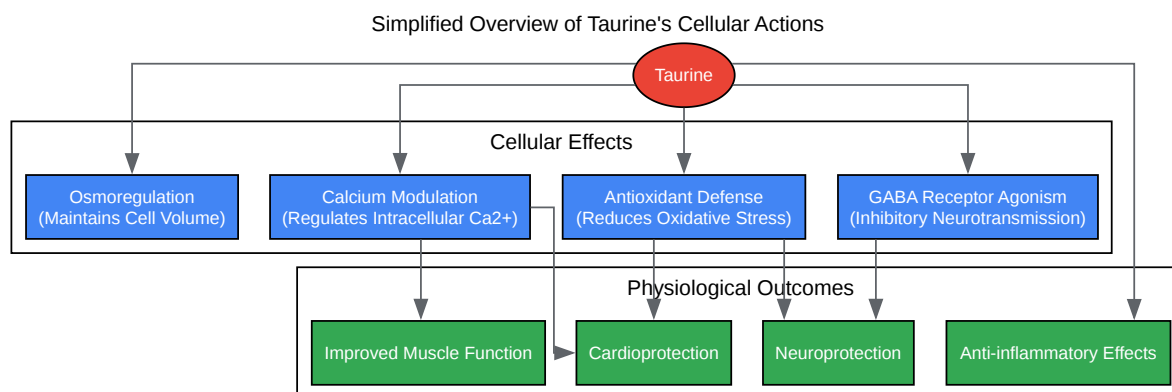 Simplified Overview of Taurine's Cellular Actions
Taurine
Cellular Effects
Osmoregulation
(Maintains Cell Volume)
Calcium Modulation
(Regulates Intracellular Ca2+)
Antioxidant Defense
(Reduces Oxidative Stress)
GABA Receptor Agonism
(Inhibitory Neurotransmission)
Physiological Outcomes
Improved Muscle Function
Cardioprotection
Neuroprotection
Anti-inflammatory Effects